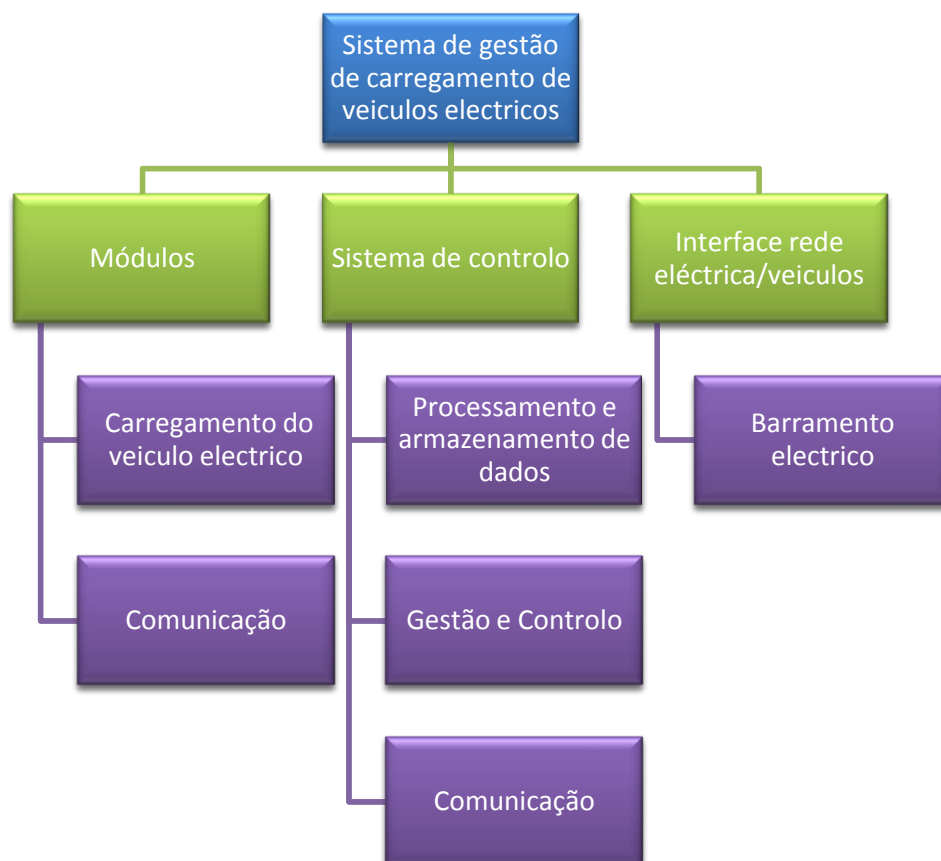 Sistema de gestão
de carregamento de
veiculos electricos
Módulos
Sistema de controlo
Interface rede
eléctrica/veiculos
Carregamento do
veiculo electrico
Processamento e
armazenamento de
dados
Barramento
electrico
Comunicação
Gestão e Controlo
Comunicação